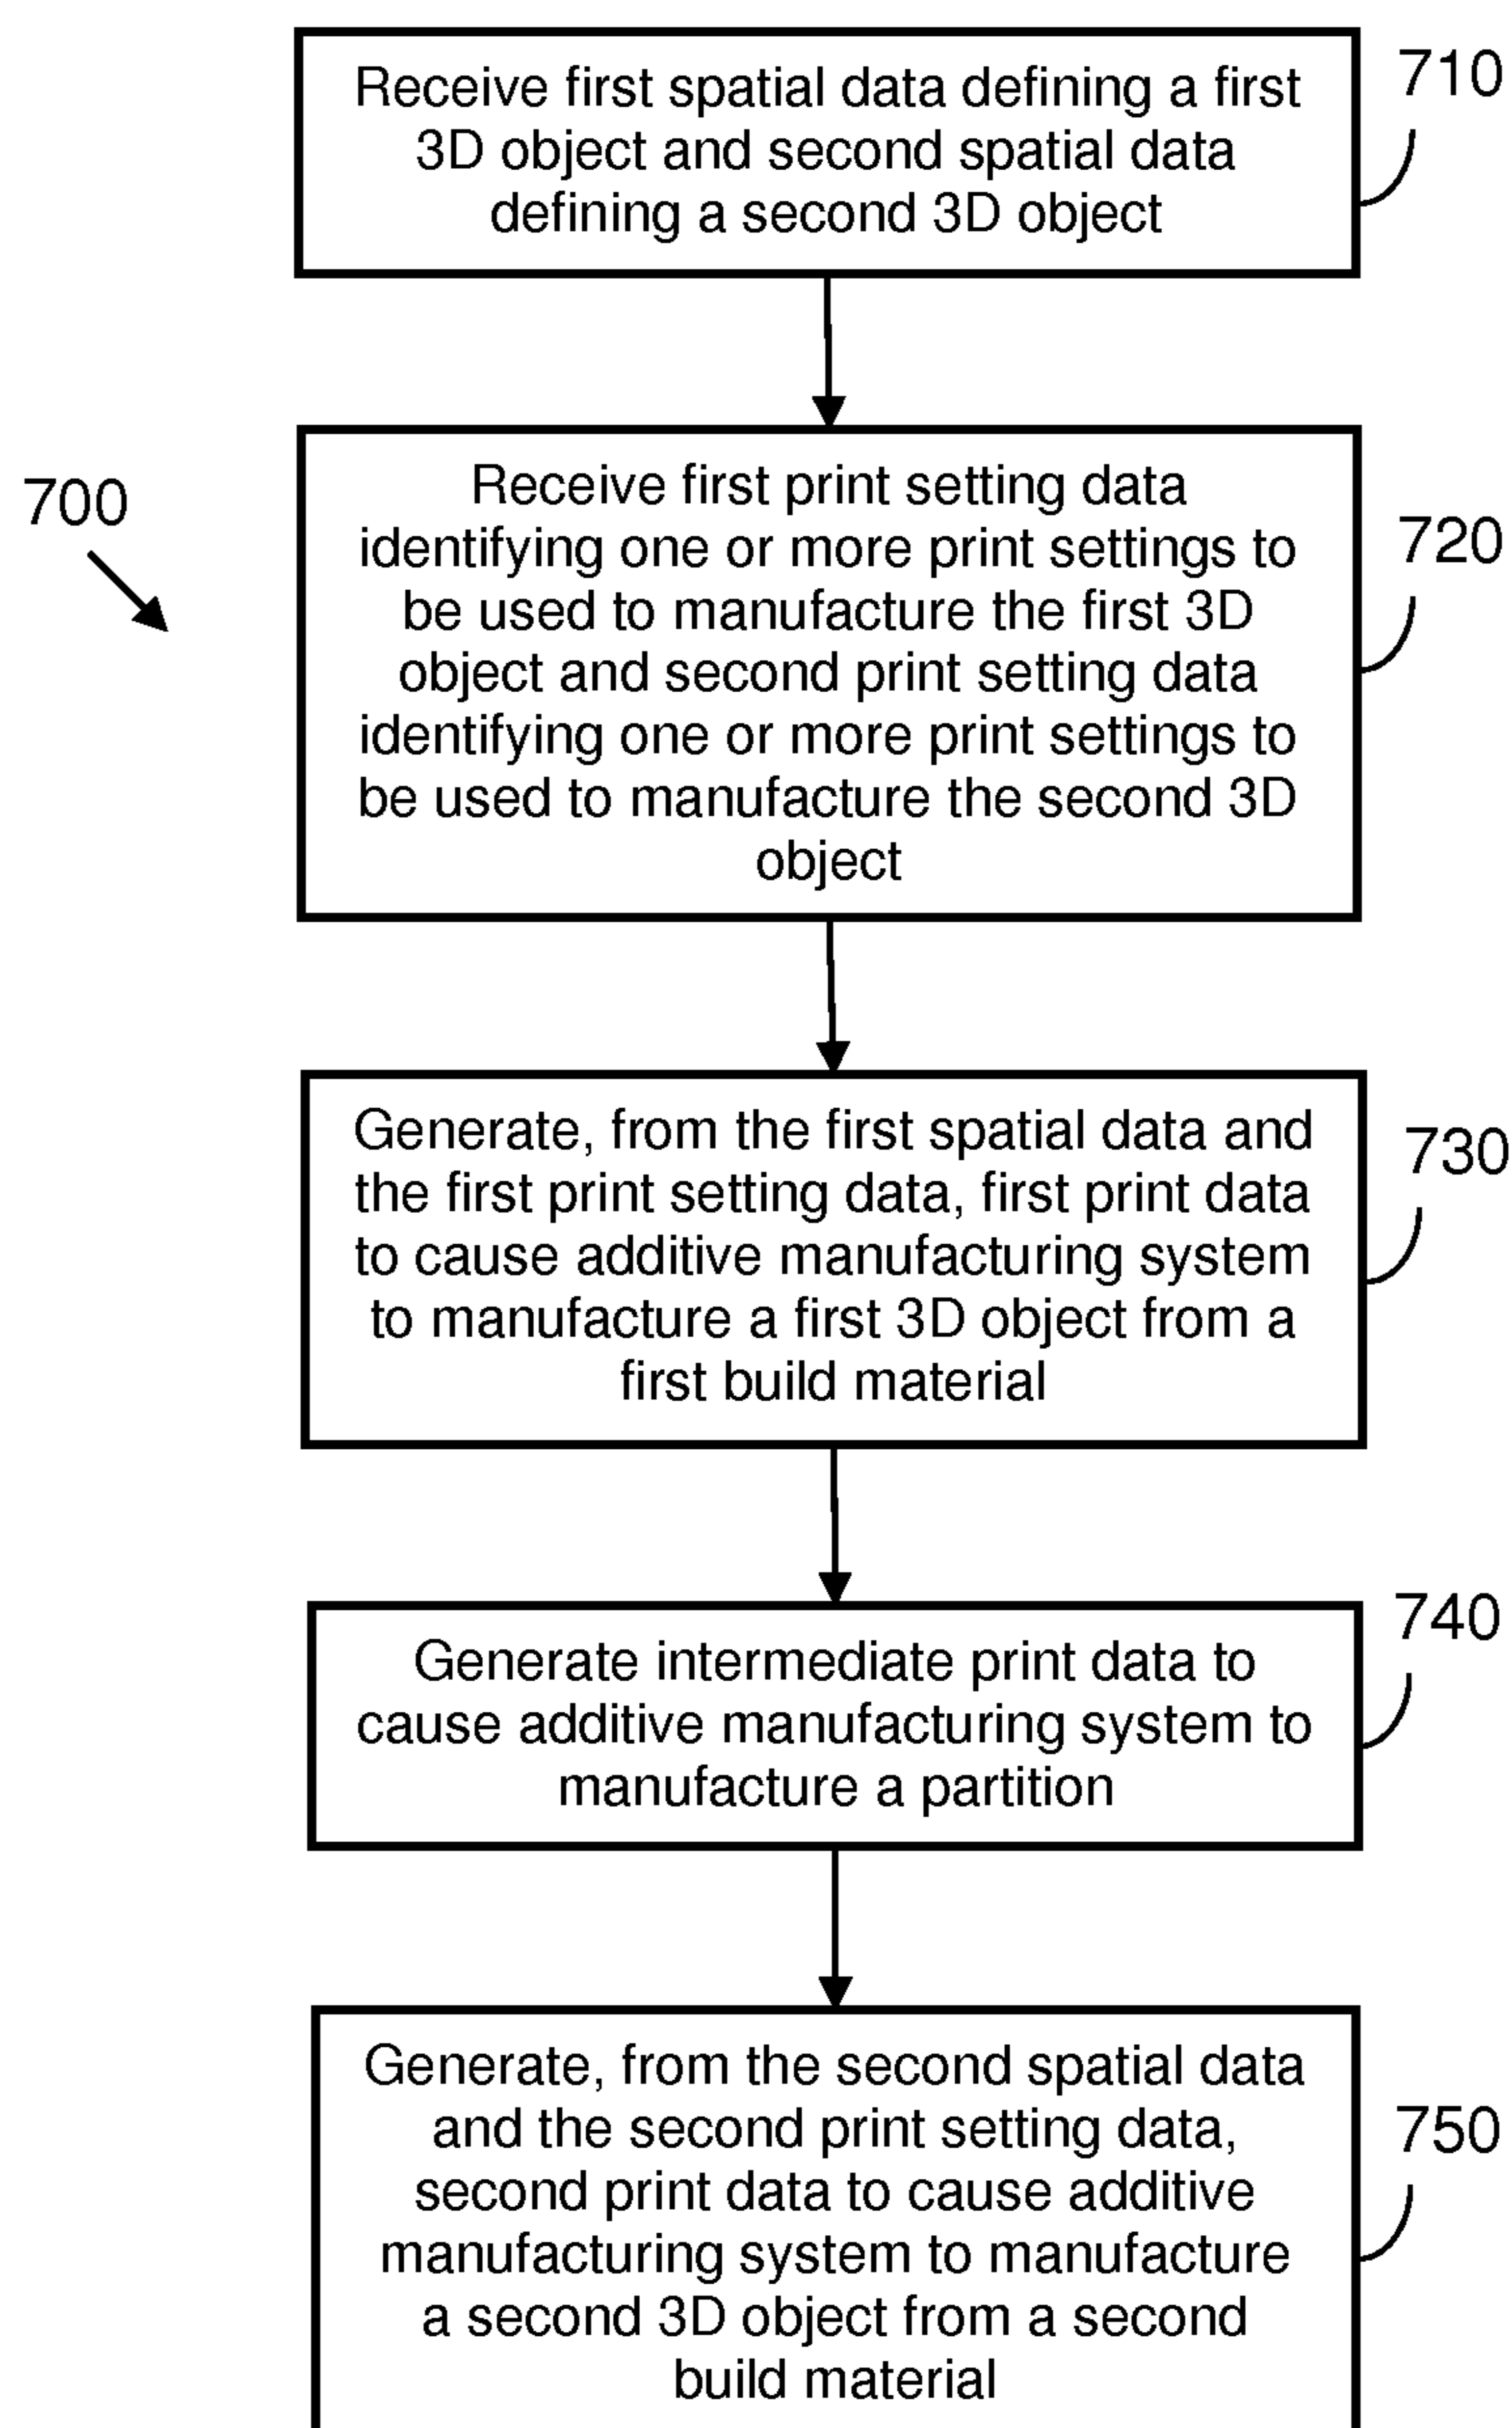 Receive first spatial data defining a first
3D object and second spatial data
defining a second 3D object
710
700
Receive first print setting data
identifying one or more print settings to
be used to manufacture the first 3D
object and second print setting data
identifying one or more print settings to
be used to manufacture the second 3D
object
720
Generate, from the first spatial data and
the first print setting data, first print data
to cause additive manufacturing system
to manufacture a first 3D object from a
first build material
730
Generate intermediate print data to
cause additive manufacturing system to
manufacture a partition
740
Generate, from the second spatial data
and the second print setting data,
second print data to cause additive
manufacturing system to manufacture
a second 3D object from a second
build material
750